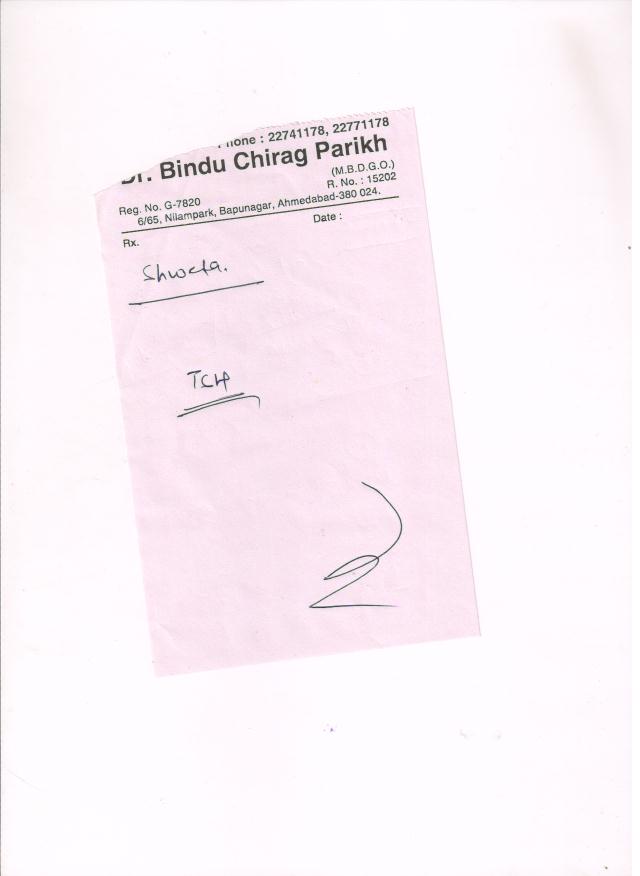 hone : 22741178, 22771178
Dr. Bindu Chirag Parikh
(M.B.D.G.O.)
Reg. No. G-7820
R. No. : 15202
6/65, Nilampark, Bapunagar, Ahmedabad-380 024.
Date :
Rx.
Shweta.
TCH